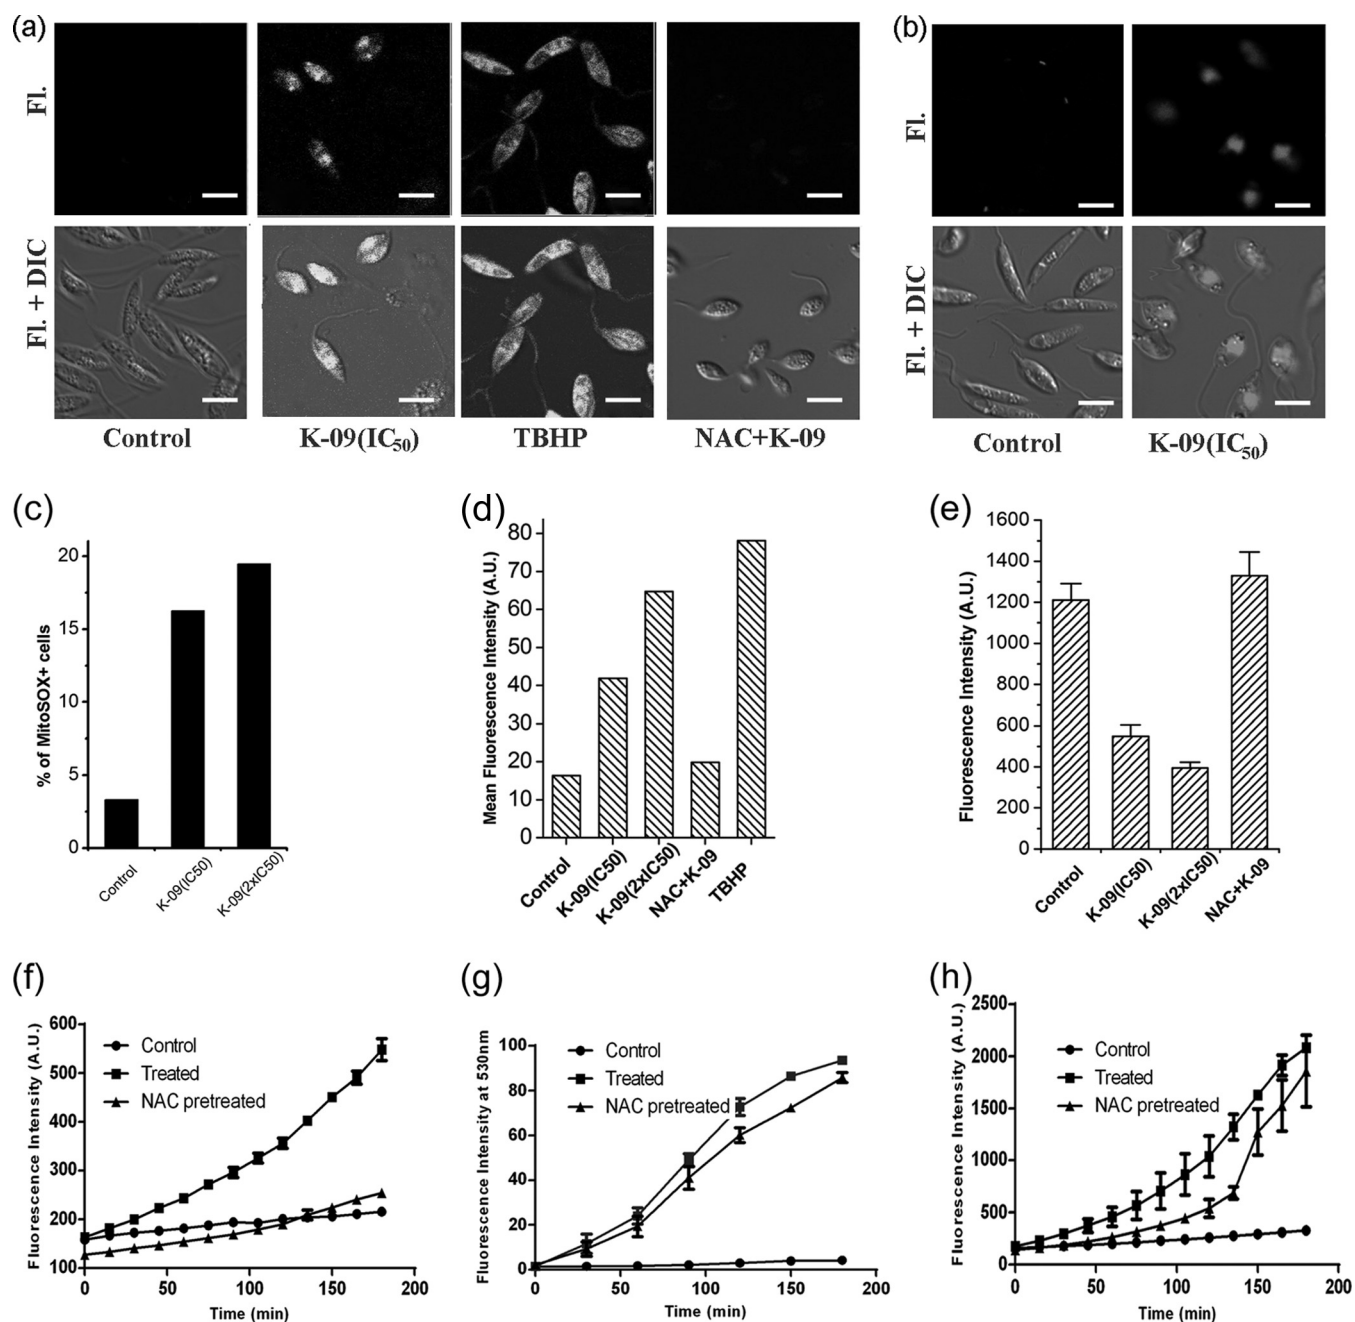 (a)
(b)
Fl.
Fl.
Fl. + DIC
Fl. + DIC
Control
K-09(IC50)
TBHP
NAC+K-09
Control
K-09(IC50)
(c)
% of MitoSOX+ cells
20
15
10
5
0
Control
K-09(IC50)
K-09(2xIC50)
(d)
Mean Fluorescence Intensity (A.U.)
80
70
60
50
40
30
20
10
0
Control
K-09(IC50)
K-09(2xIC50)
NAC+K-09
TBHP
(e)
Fluorescence Intensity (A.U.)
1600
1400
1200
1000
800
600
400
200
0
Control
K-09(IC50)
K-09(2xIC50)
NAC+K-09
(f)
Fluorescence Intensity (A.U.)
600
500
400
300
200
100
Control
Treated
NAC pretreated
0
50
100
150
200
Time (min)
(g)
Fluorescence Intensity at 530nm
100
80
60
40
20
0
Control
Treated
NAC pretreated
0
50
100
150
200
Time (min)
(h)
Fluorescence Intensity (A.U.)
2500
2000
1500
1000
500
0
Control
Treated
NAC pretreated
0
50
100
150
200
Time (min)